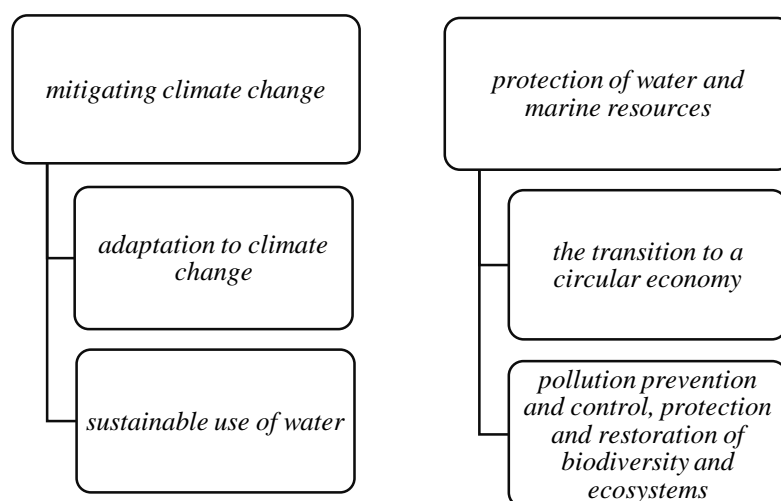 mitigating climate change
adaptation to climate
change
sustainable use of water
protection of water and
marine resources
the transition to a
circular economy
pollution prevention
and control, protection
and restoration of
biodiversity and
ecosystems